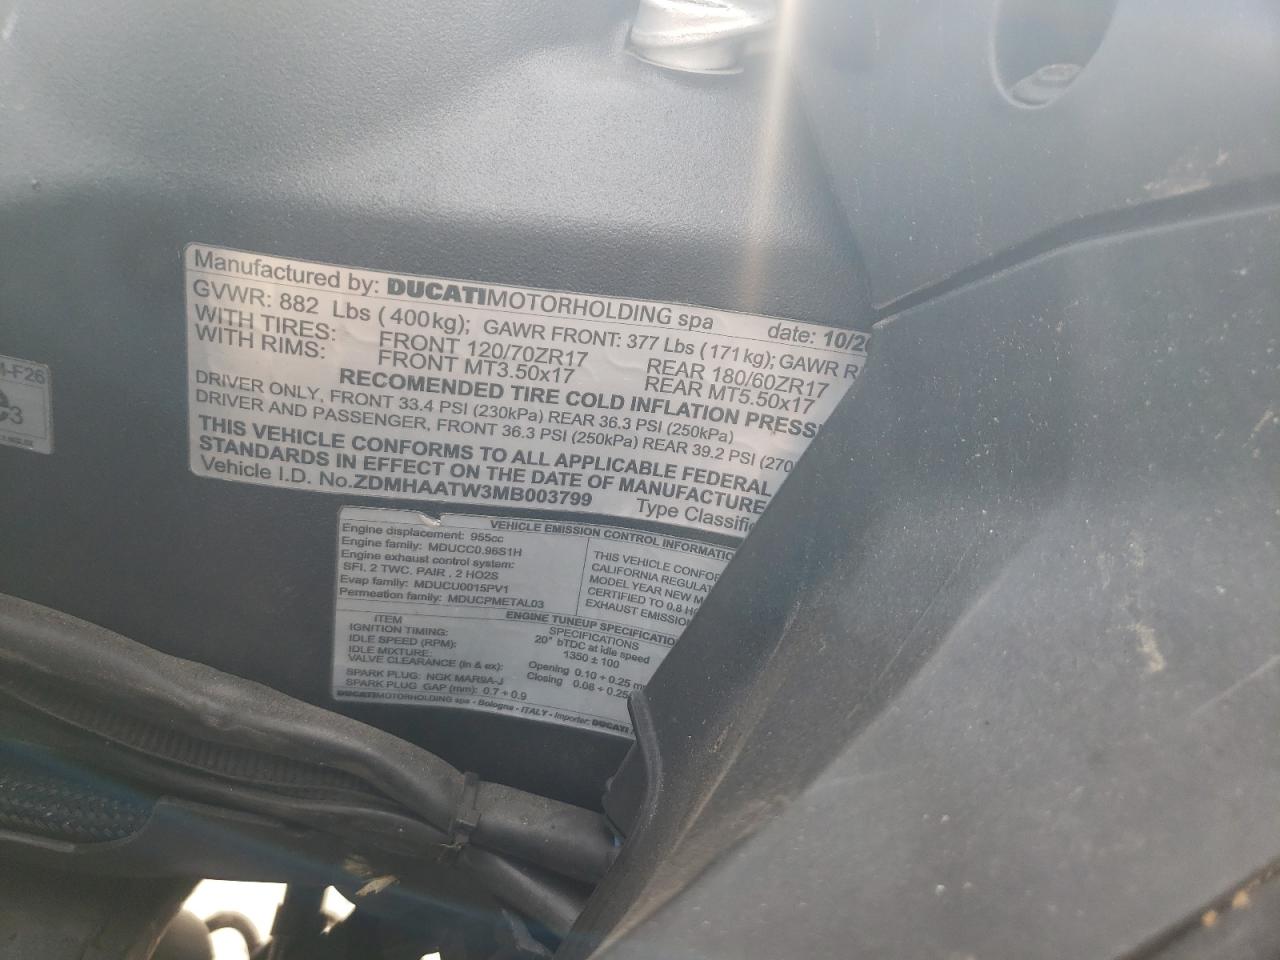 Manufactured by: DUCATIMOTORHOLDING spa date: 10/20
GVWR: 882 Lbs (400kg); GAWR FRONT: 377 Lbs (171kg); GAWR R
WITH TIRES: FRONT 120/70ZR17 REAR 180/60ZR17
WITH RIMS: FRONT MT3.50x17 REAR MT5.50x17
RECOMENDED TIRE COLD INFLATION PRESS
DRIVER ONLY, FRONT 33.4 PSI (230kPa) REAR 36.3 PSI (250kPa)
DRIVER AND PASSENGER, FRONT 36.3 PSI (250kPa) REAR 39.2 PSI (270
THIS VEHICLE CONFORMS TO ALL APPLICABLE FEDERAL
STANDARDS IN EFFECT ON THE DATE OF MANUFACTURE
Vehicle I.D. No.ZDMHAATW3MB003799 Type Classific
-F26
3
VEHICLE EMISSION CONTROL INFORMATIO
Engine displacement: 955cc
Engine family: MDUCC0.96S1H
Engine exhaust control system:
SFI, 2 TWC, PAIR, 2 HO2S
Evap family: MDUCU0015PV1
Permeation family: MDUCPMETAL03
THIS VEHICLE CONFO
CALIFORNIA REGULAT
MODEL YEAR NEW M
CERTIFIED TO 0.8 H
EXHAUST EMISSION
ENGINE TUNEUP SPECIFICATIO
ITEM SPECIFICATIONS
IGNITION TIMING: 20° bTDC at idle speed
IDLE SPEED (RPM): 1350 ± 100
IDLE MIXTURE:
VALVE CLEARANCE (in & ex): Opening 0.10 ÷ 0.25 m
Closing 0.08 ÷ 0.25
SPARK PLUG: NGK MAR9A-J
SPARK PLUG GAP (mm): 0.7 ÷ 0.9
DUCATIMOTORHOLDING spa - Bologna - ITALY - Importer: DUCATI